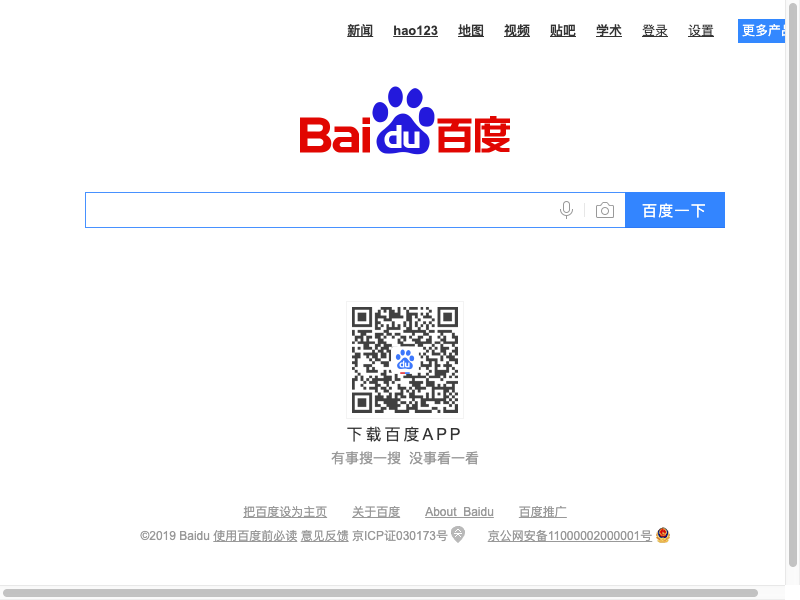 新闻 hao123 地图 视频 贴吧 学术 登录 设置 更多产品
Baidu百度
百度一下
du
下载百度APP
有事搜一搜 没事看一看
把百度设为主页 关于百度 About Baidu 百度推广
©2019 Baidu 使用百度前必读 意见反馈 京ICP证030173号 京公网安备11000002000001号